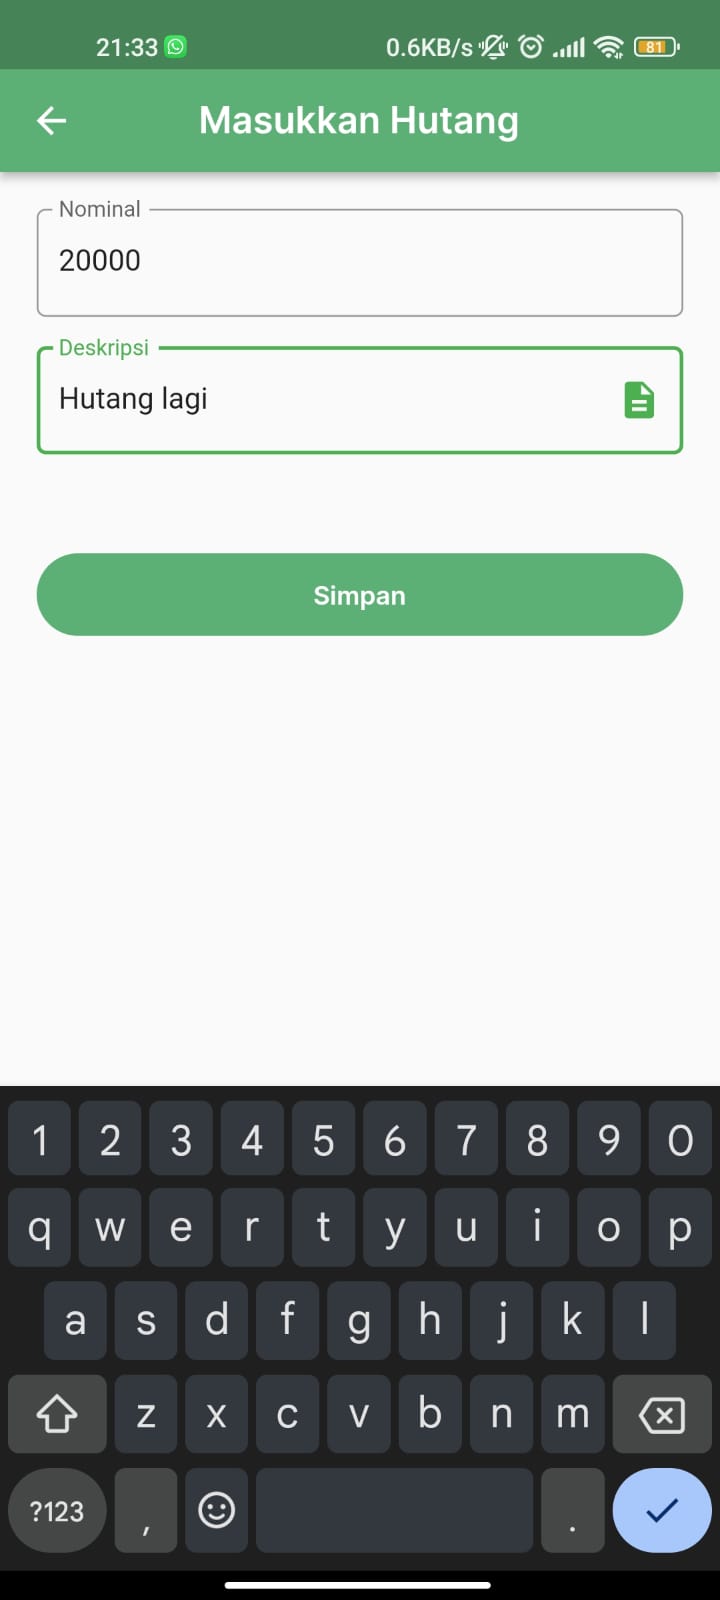 21:33 0.6KB/s 81
Masukkan Hutang
Nominal
20000
Deskripsi
Hutang lagi
Simpan
1 2 3 4 5 6 7 8 9 0
q w e r t y u i o p
a s d f g h j k l
z x c v b n m
?123 , .